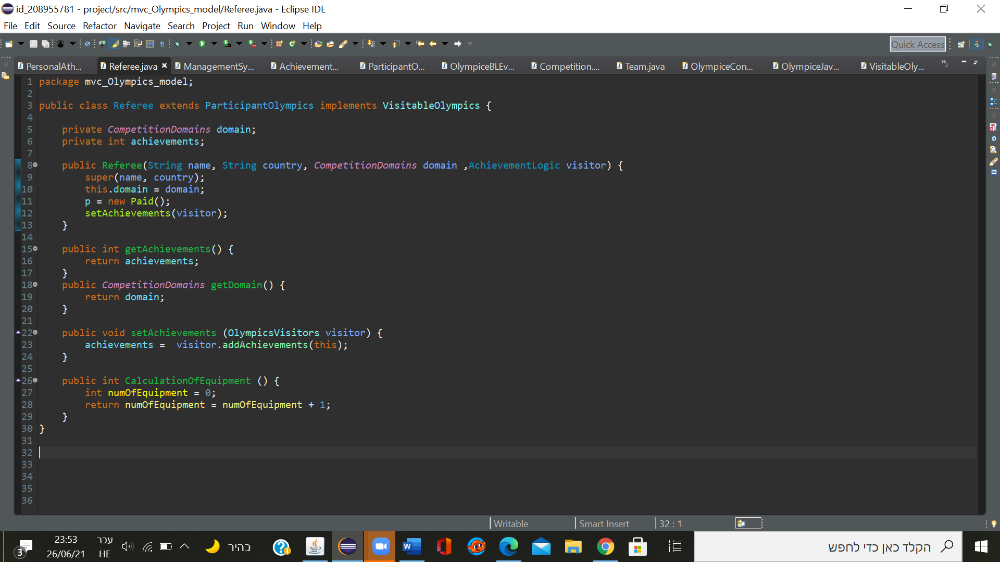 id_208955781 - project/src/mvc_Olympics_model/Referee.java - Eclipse IDE
File Edit Source Refactor Navigate Search Project Run Window Help
Quick Access
PersonalAth... Referee.java ManagementSy... Achievement... ParticipantO... OlympiceBLEv... Competition.... Team.java OlympiceCon... OlympiceJav... VisitableOly... »2
1 package mvc_Olympics_model;
2
3 public class Referee extends ParticipantOlympics implements VisitableOlympics {
4
5     private CompetitionDomains domain;
6     private int achievements;
7
8     public Referee(String name, String country, CompetitionDomains domain ,AchievementLogic visitor) {
9         super(name, country);
10         this.domain = domain;
11         p = new Paid();
12         setAchievements(visitor);
13     }
14
15     public int getAchievements() {
16         return achievements;
17     }
18     public CompetitionDomains getDomain() {
19         return domain;
20     }
21
22     public void setAchievements (OlympicsVisitors visitor) {
23         achievements =  visitor.addAchievements(this);
24     }
25
26     public int CalculationOfEquipment () {
27         int numOfEquipment = 0;
28         return numOfEquipment = numOfEquipment + 1;
29     }
30 }
31
32
33
34
35
36
Writable Smart Insert 32 : 1
3 23:53 עבר בהיר הקלד כאן כדי לחפש
26/06/21 HE